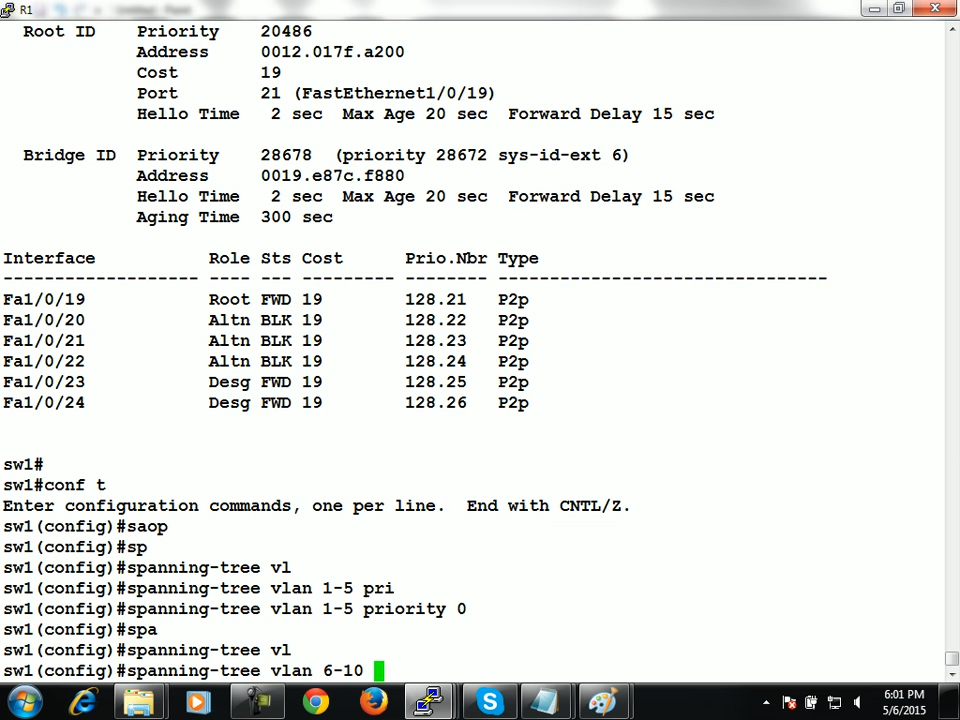 R1
Root ID    Priority    20486
Address     0012.017f.a200
Cost        19
Port        21 (FastEthernet1/0/19)
Hello Time   2 sec  Max Age 20 sec  Forward Delay 15 sec
Bridge ID  Priority    28678  (priority 28672 sys-id-ext 6)
Address     0019.e87c.f880
Hello Time   2 sec  Max Age 20 sec  Forward Delay 15 sec
Aging Time  300 sec
Interface           Role Sts Cost      Prio.Nbr Type
------------------- ---- --- --------- -------- --------------------------------
Fa1/0/19            Root FWD 19        128.21   P2p
Fa1/0/20            Altn BLK 19        128.22   P2p
Fa1/0/21            Altn BLK 19        128.23   P2p
Fa1/0/22            Altn BLK 19        128.24   P2p
Fa1/0/23            Desg FWD 19        128.25   P2p
Fa1/0/24            Desg FWD 19        128.26   P2p
sw1#
sw1#conf t
Enter configuration commands, one per line.  End with CNTL/Z.
sw1(config)#saop
sw1(config)#sp
sw1(config)#spanning-tree vl
sw1(config)#spanning-tree vlan 1-5 pri
sw1(config)#spanning-tree vlan 1-5 priority 0
sw1(config)#spa
sw1(config)#spanning-tree vl
sw1(config)#spanning-tree vlan 6-10
6:01 PM
5/6/2015